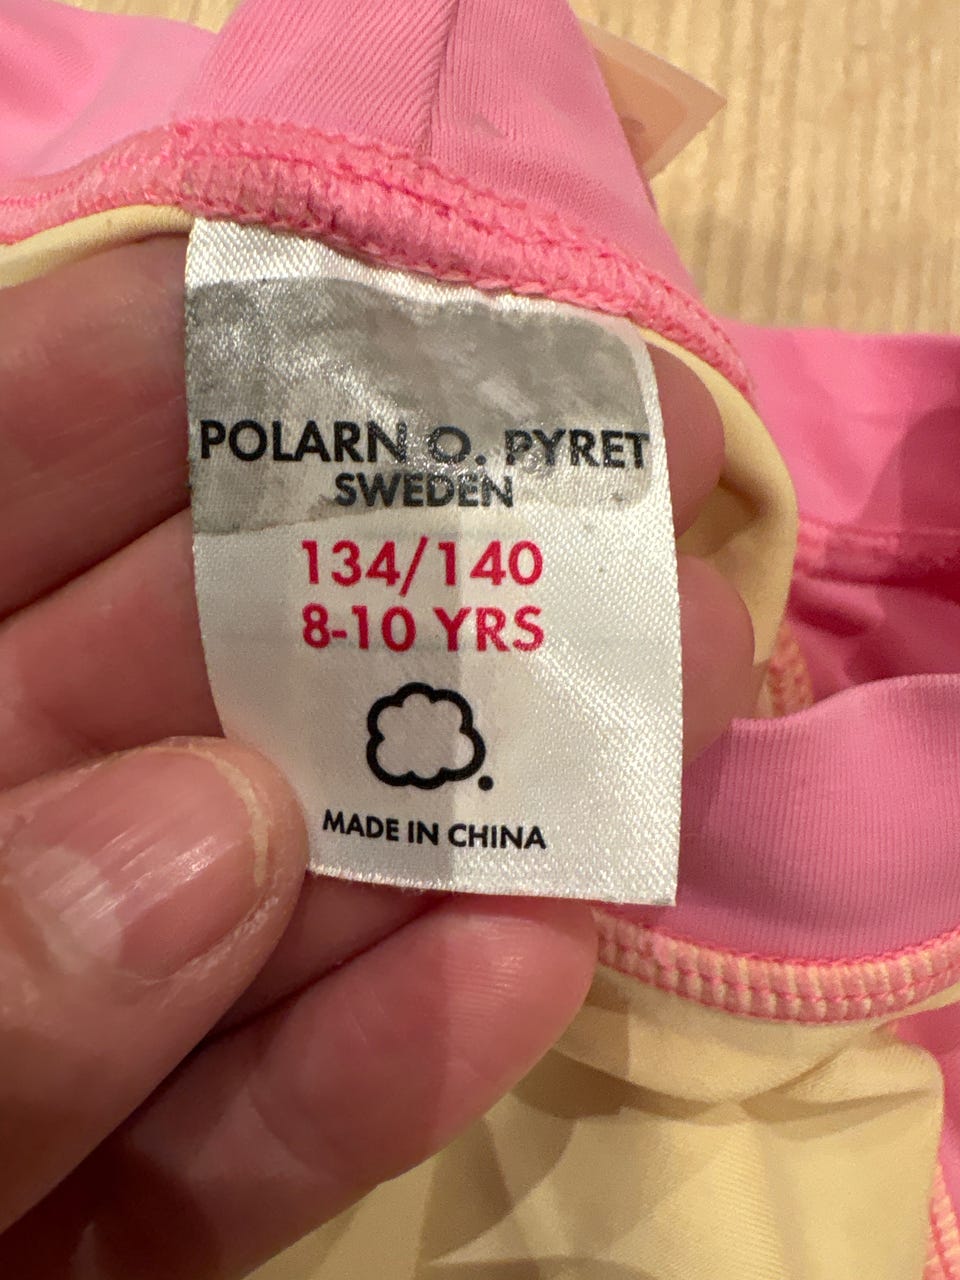 POLARN O. PYRET
SWEDEN
134/140
8-10 YRS
MADE IN CHINA